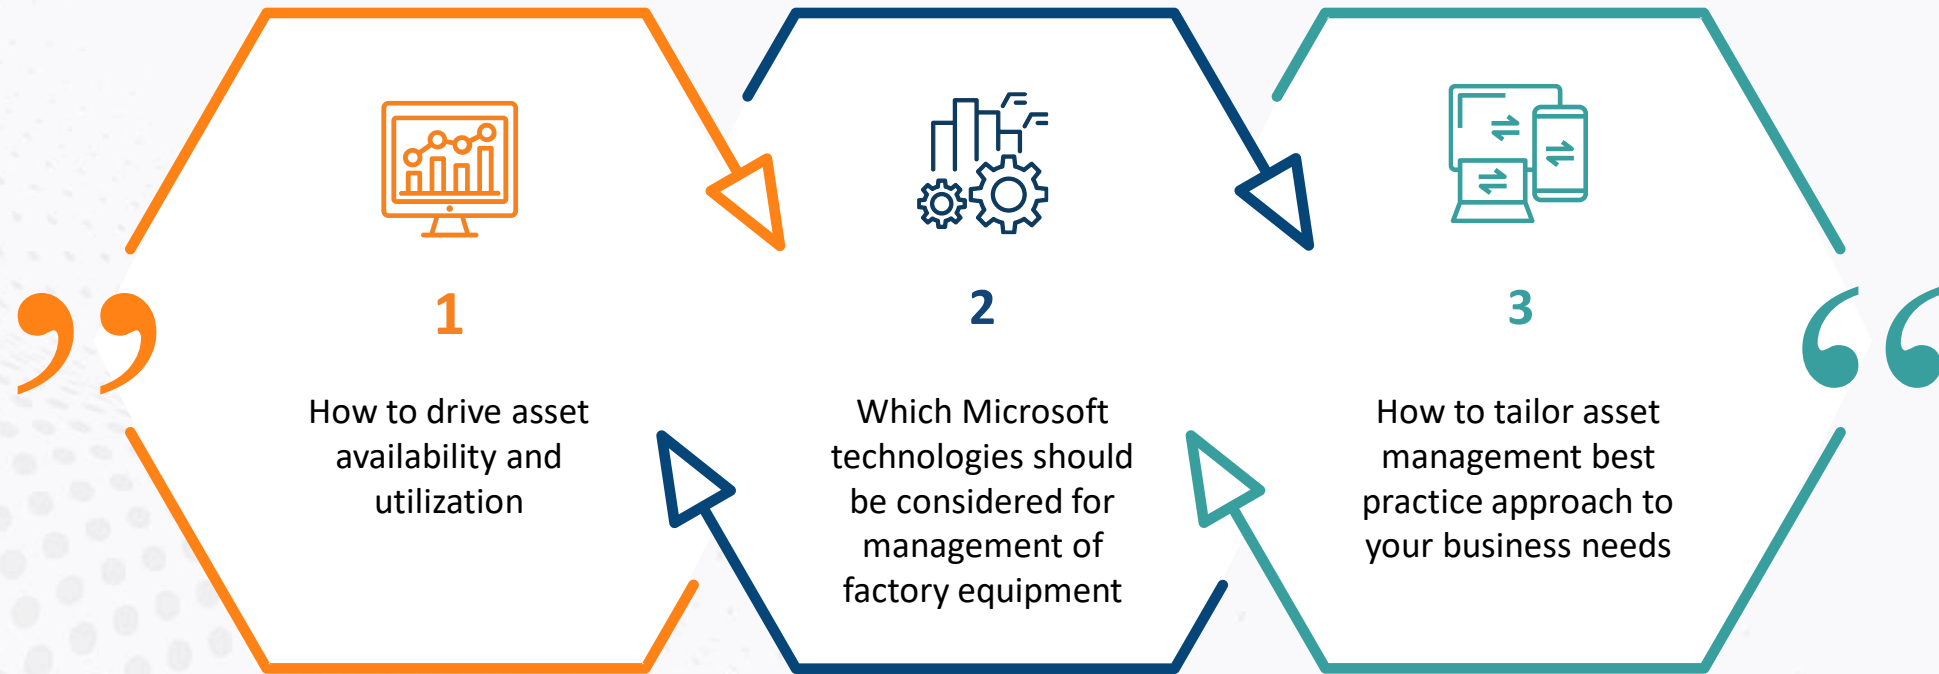 ”
1
How to drive asset
availability and
utilization
2
Which Microsoft
technologies should
be considered for
management of
factory equipment
3
How to tailor asset
management best
practice approach to
your business needs
“